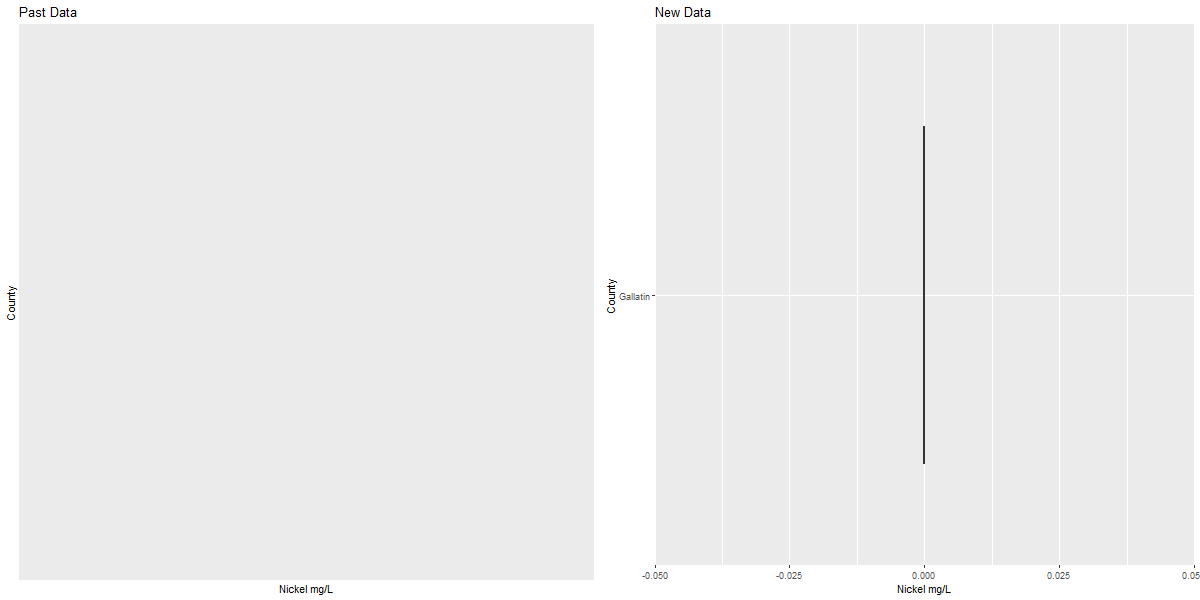 Past Data
County
Nickel mg/L
New Data
County
Gallatin
-0.050 -0.025 0.000 0.025 0.05
Nickel mg/L